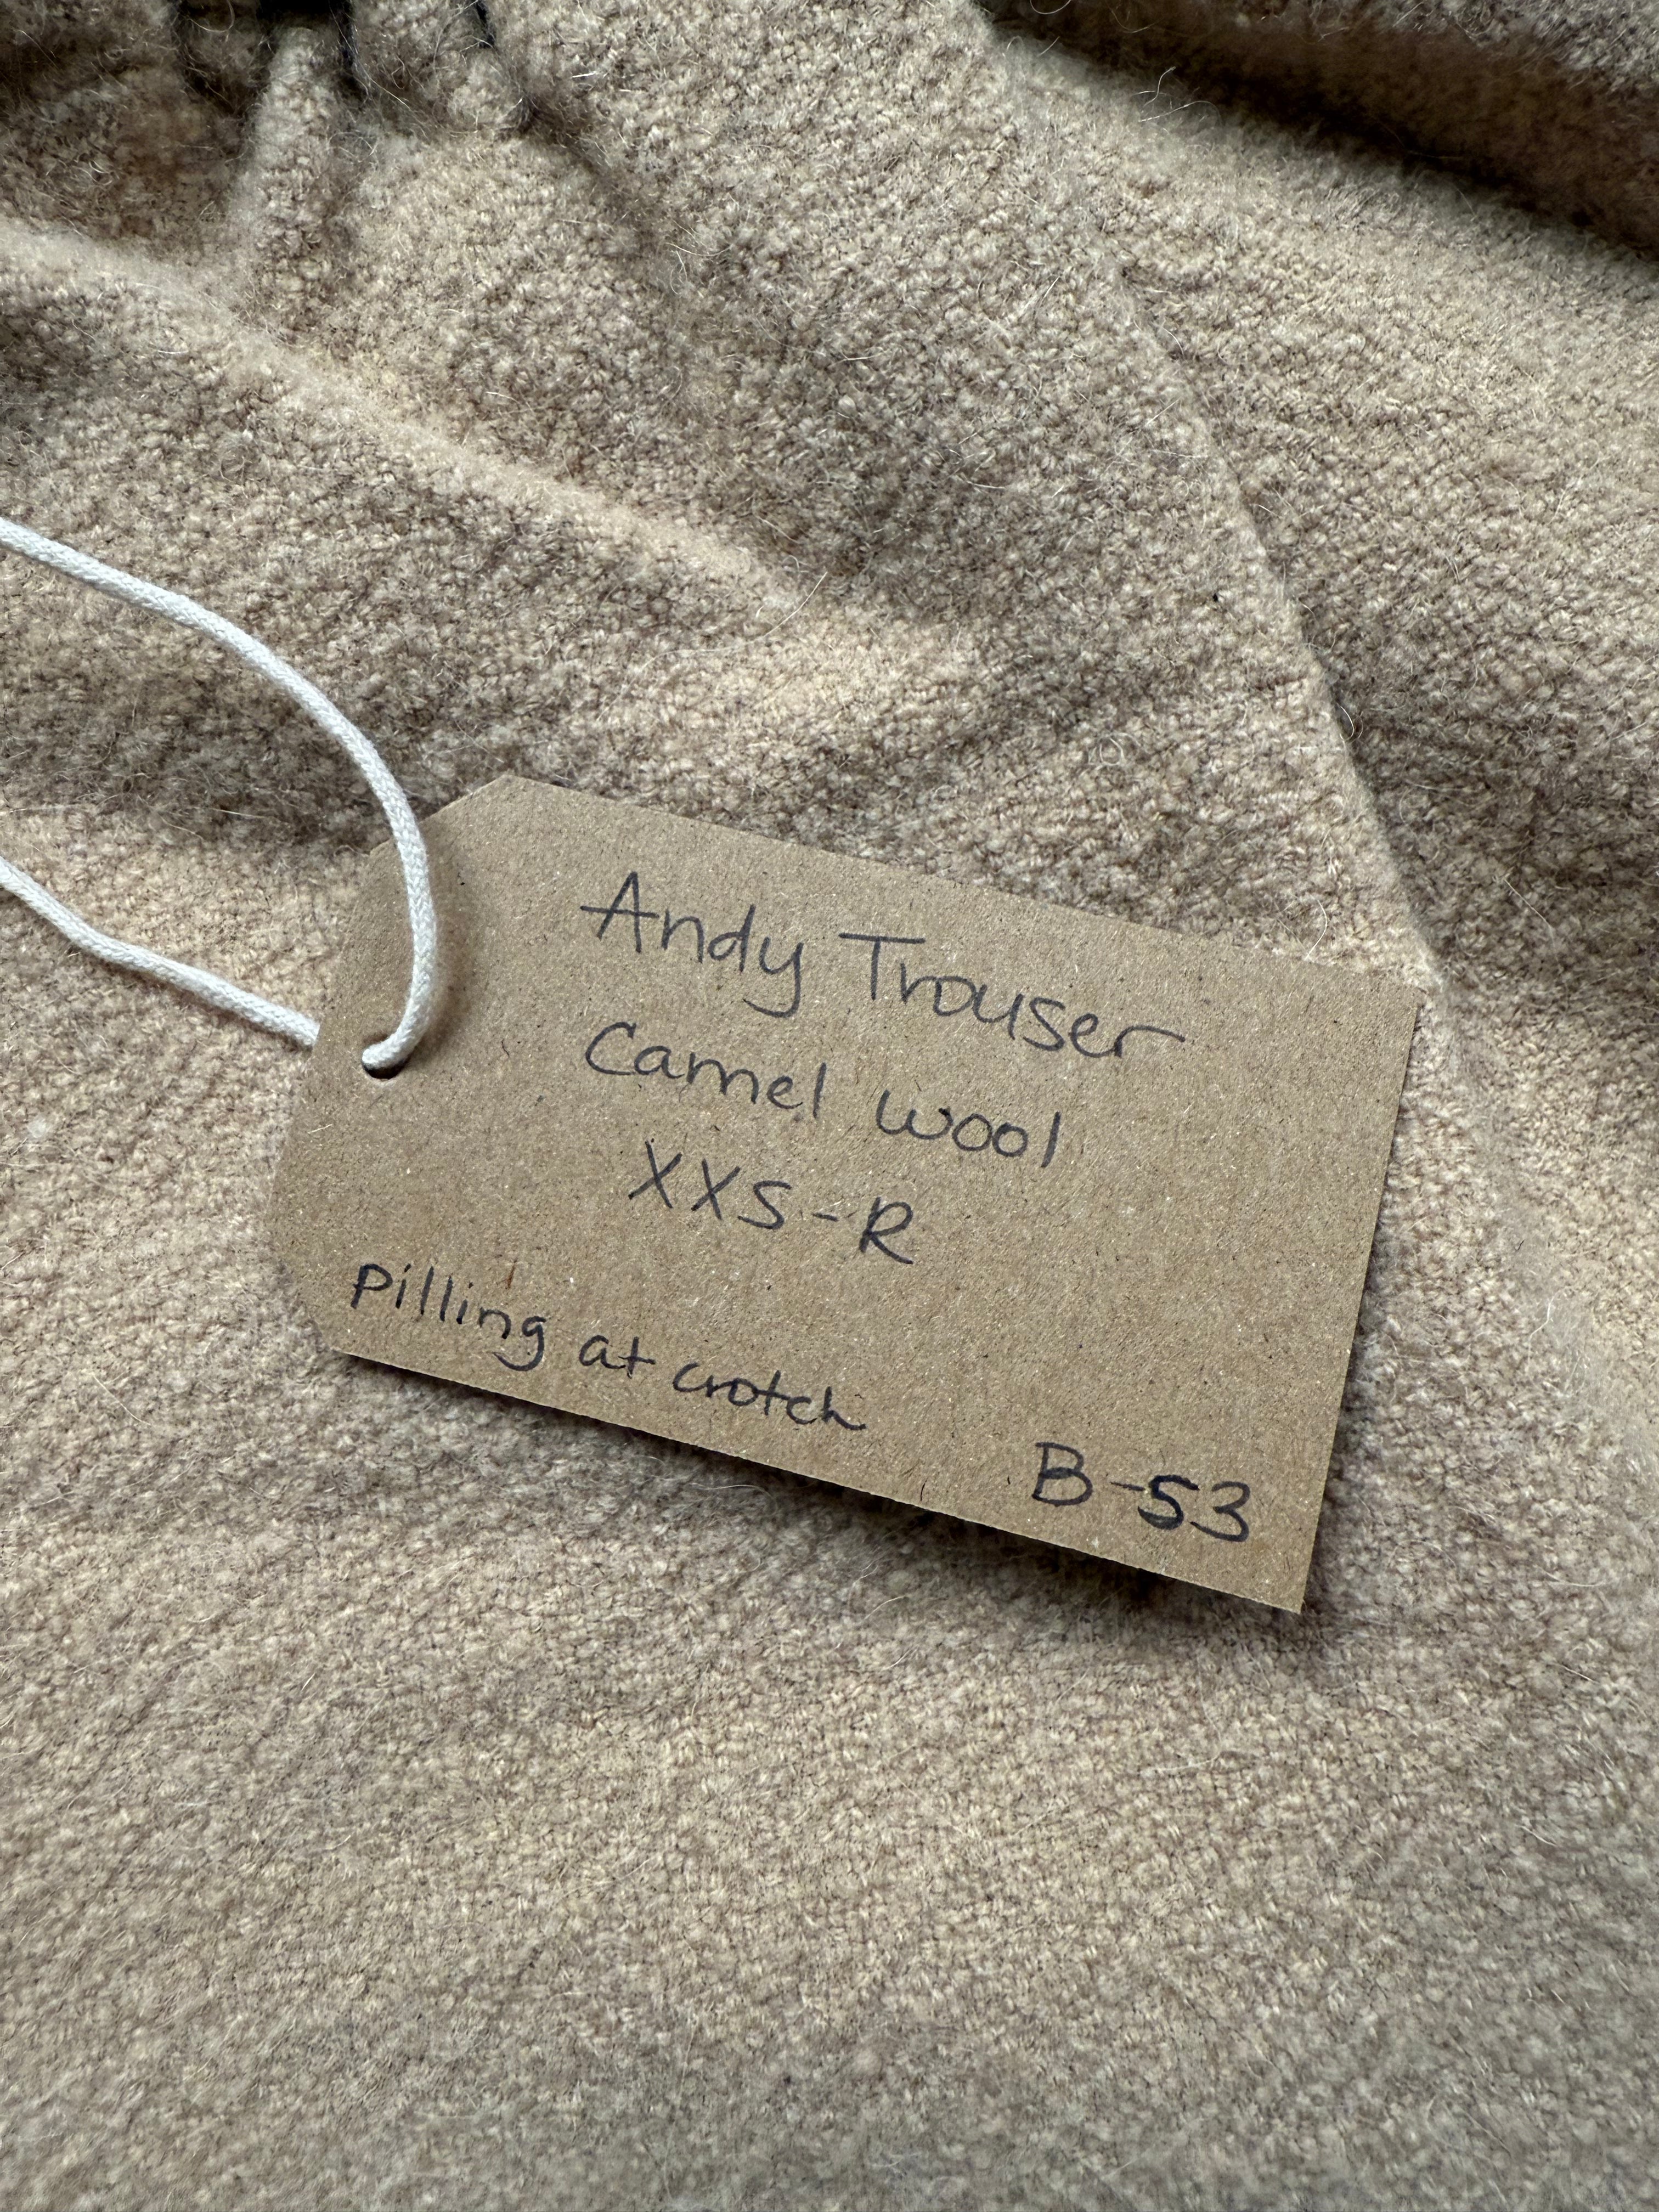 Andy Trouser
Camel wool
XXS-R
Pilling at crotch
B-53